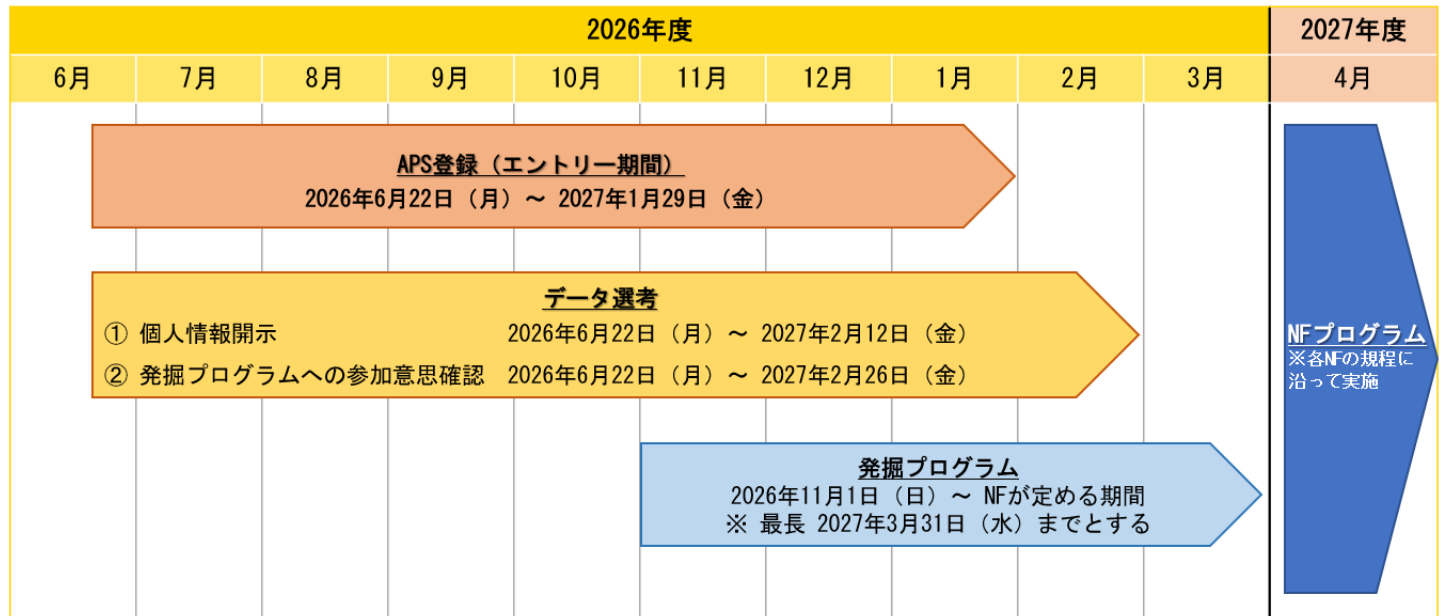 2026年度 2027年度
6月 7月 8月 9月 10月 11月 12月 1月 2月 3月 4月
APS登録（エントリー期間）
2026年6月22日（月）～ 2027年1月29日（金）
データ選考
① 個人情報開示 2026年6月22日（月）～ 2027年2月12日（金）
② 発掘プログラムへの参加意思確認 2026年6月22日（月）～ 2027年2月26日（金）
発掘プログラム
2026年11月1日（日）～ NFが定める期間
※ 最長 2027年3月31日（水）までとする
NFプログラム
※各NFの規程に
沿って実施